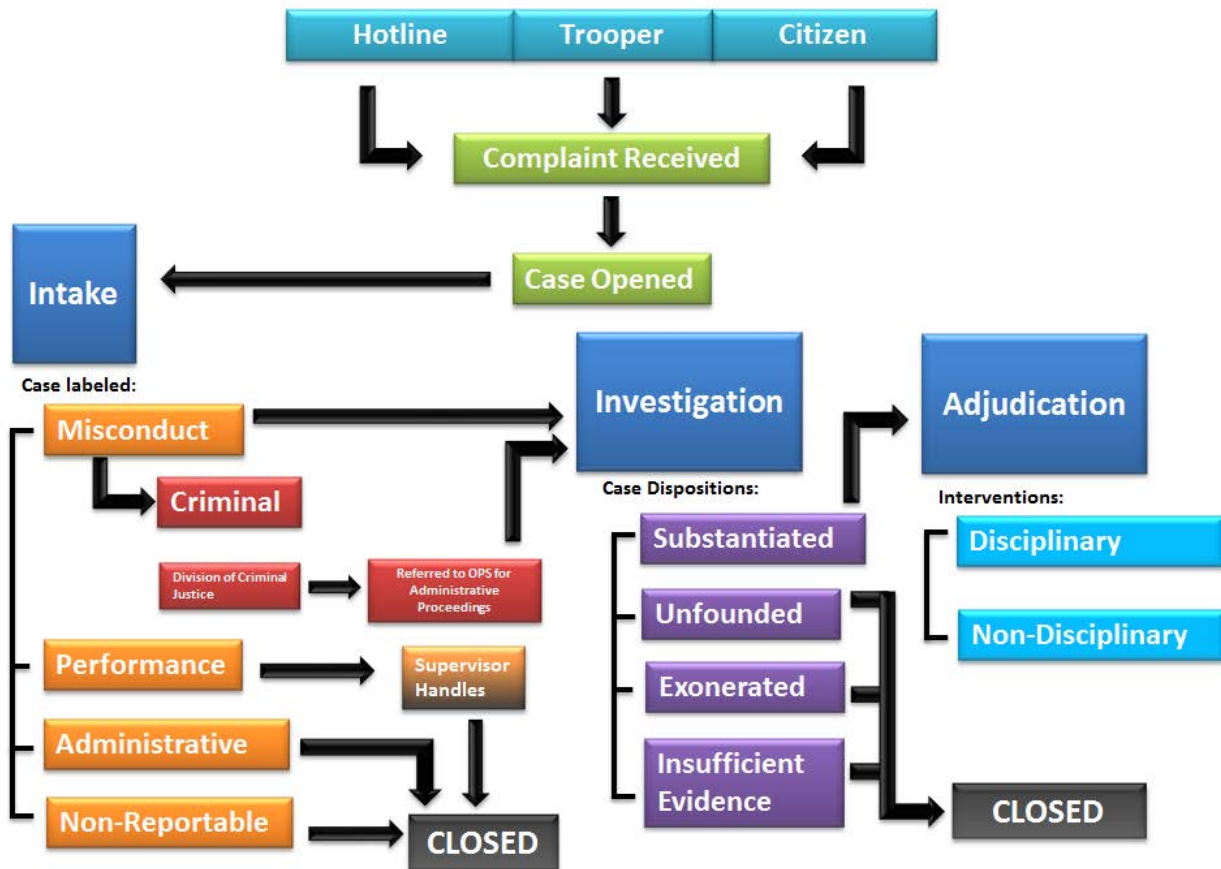 Hotline
Trooper
Citizen
Complaint Received
Case Opened
Intake
Case labeled:
Misconduct
Criminal
Division of Criminal
Justice
Referred to OPS for
Administrative
Proceedings
Performance
Supervisor
Handles
Administrative
Non-Reportable
CLOSED
Investigation
Case Dispositions:
Substantiated
Unfounded
Exonerated
Insufficient
Evidence
Adjudication
Interventions:
Disciplinary
Non-Disciplinary
CLOSED